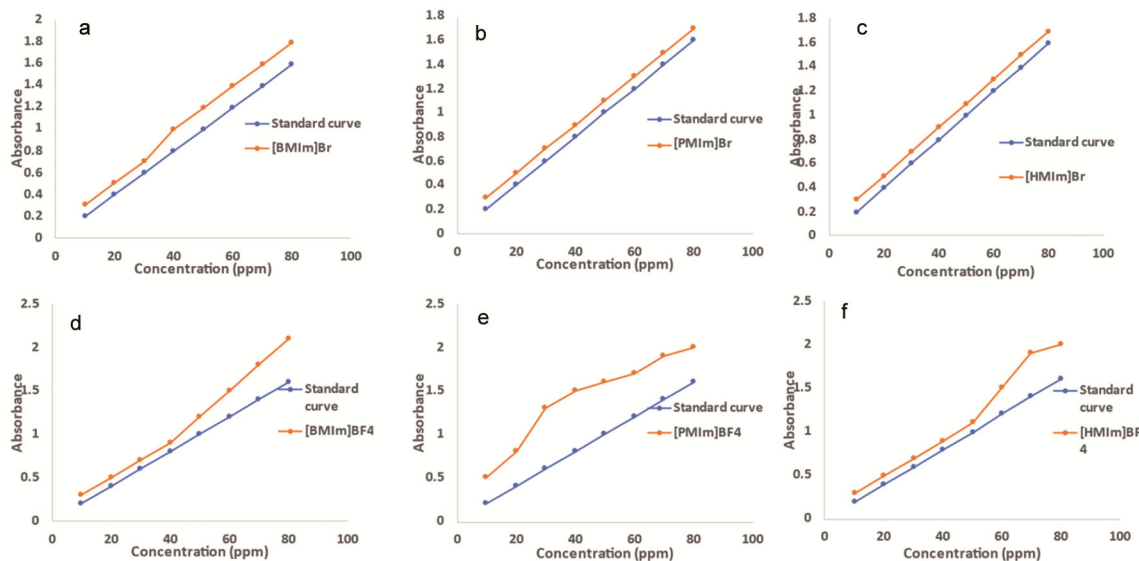 a
2
1.8
1.6
1.4
1.2
1
0.8
0.6
0.4
0.2
0
Absorbance
Standard curve
[BMIm]Br
0 20 40 60 80 100
Concentration (ppm)
b
1.8
1.6
1.4
1.2
1
0.8
0.6
0.4
0.2
0
Absorbance
Standard curve
[PMIm]Br
0 20 40 60 80 100
Concentration (ppm)
c
1.8
1.6
1.4
1.2
1
0.8
0.6
0.4
0.2
0
Absorbance
Standard curve
[HMIm]Br
0 20 40 60 80 100
Concentration (ppm)
d
2.5
2
1.5
1
0.5
0
Absorbance
Standard
curve
[BMIm]BF4
0 20 40 60 80 100
Concentration (ppm)
e
2.5
2
1.5
1
0.5
0
Absorbance
Standard curve
[PMIm]BF4
0 20 40 60 80 100
Concentration (ppm)
f
2.5
2
1.5
1
0.5
0
Absorbance
Standard
curve
[HMIm]BF
4
0 20 40 60 80 100
Concentration (ppm)